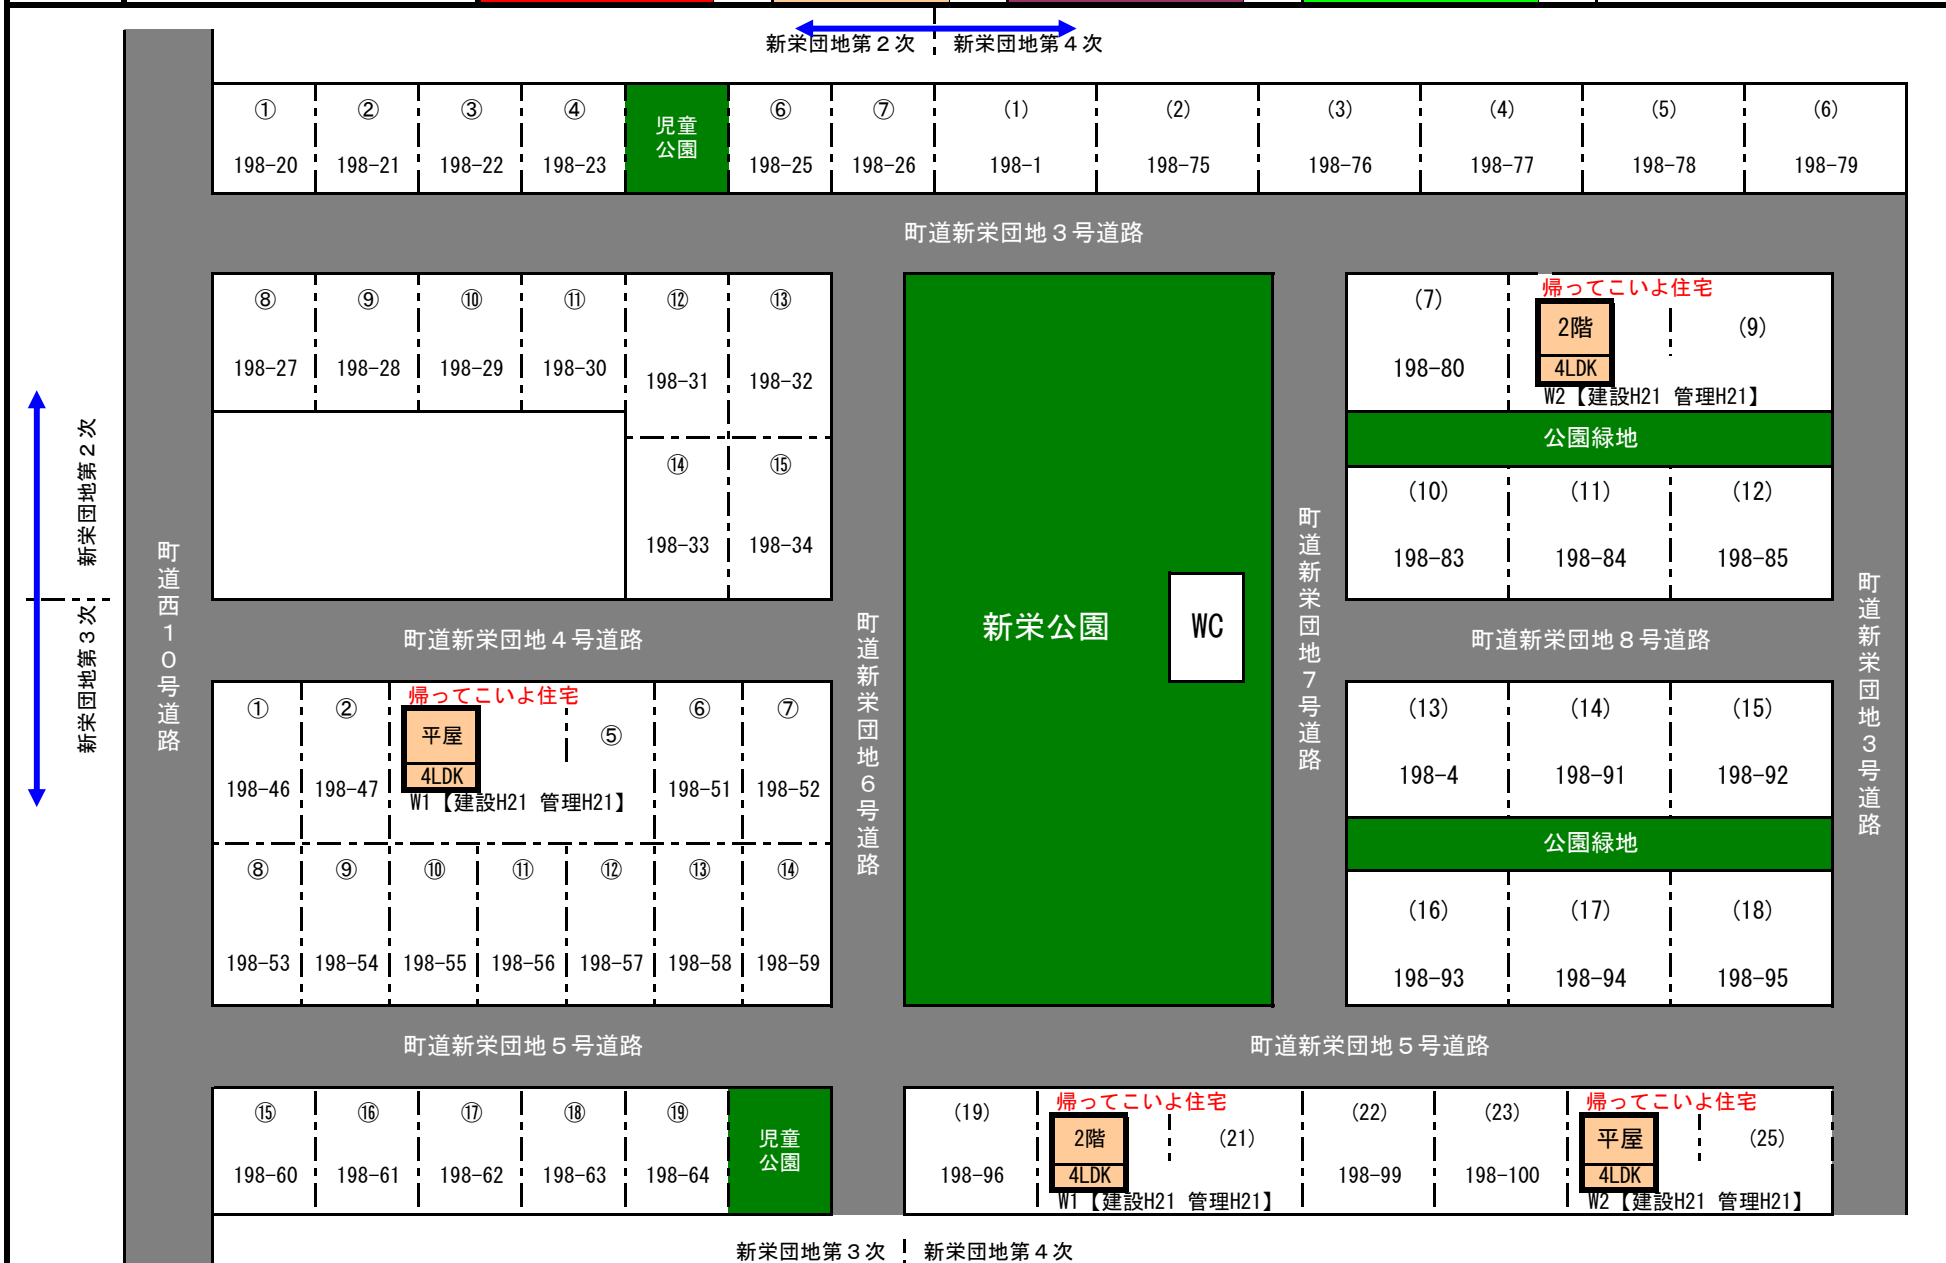 新栄団地第２次 新栄団地第４次
① ② ③ ④ 児童公園 ⑥ ⑦ (1) (2) (3) (4) (5) (6)
198-20 198-21 198-22 198-23 198-25 198-26 198-1 198-75 198-76 198-77 198-78 198-79
町道新栄団地３号道路
⑧ ⑨ ⑩ ⑪ ⑫ ⑬
198-27 198-28 198-29 198-30 198-31 198-32
⑭ ⑮
198-33 198-34
帰ってこいよ住宅
(7) 2階 (9)
198-80 4LDK
W2【建設H21 管理H21】
公園緑地
(10) (11) (12)
198-83 198-84 198-85
新栄団地第２次
新栄団地第３次
町道西１０号道路
町道新栄団地４号道路
町道新栄団地６号道路
新栄公園
WC
町道新栄団地７号道路
町道新栄団地８号道路
町道新栄団地３号道路
帰ってこいよ住宅
① ② 平屋 ⑤ ⑥ ⑦
198-46 198-47 4LDK 198-51 198-52
W1【建設H21 管理H21】
⑧ ⑨ ⑩ ⑪ ⑫ ⑬ ⑭
198-53 198-54 198-55 198-56 198-57 198-58 198-59
(13) (14) (15)
198-4 198-91 198-92
公園緑地
(16) (17) (18)
198-93 198-94 198-95
町道新栄団地５号道路
町道新栄団地５号道路
⑮ ⑯ ⑰ ⑱ ⑲ 児童公園
198-60 198-61 198-62 198-63 198-64
帰ってこいよ住宅 帰ってこいよ住宅
(19) 2階 (21) (22) (23) 平屋 (25)
198-96 4LDK 198-99 198-100 4LDK
W1【建設H21 管理H21】 W2【建設H21 管理H21】
新栄団地第３次 新栄団地第４次